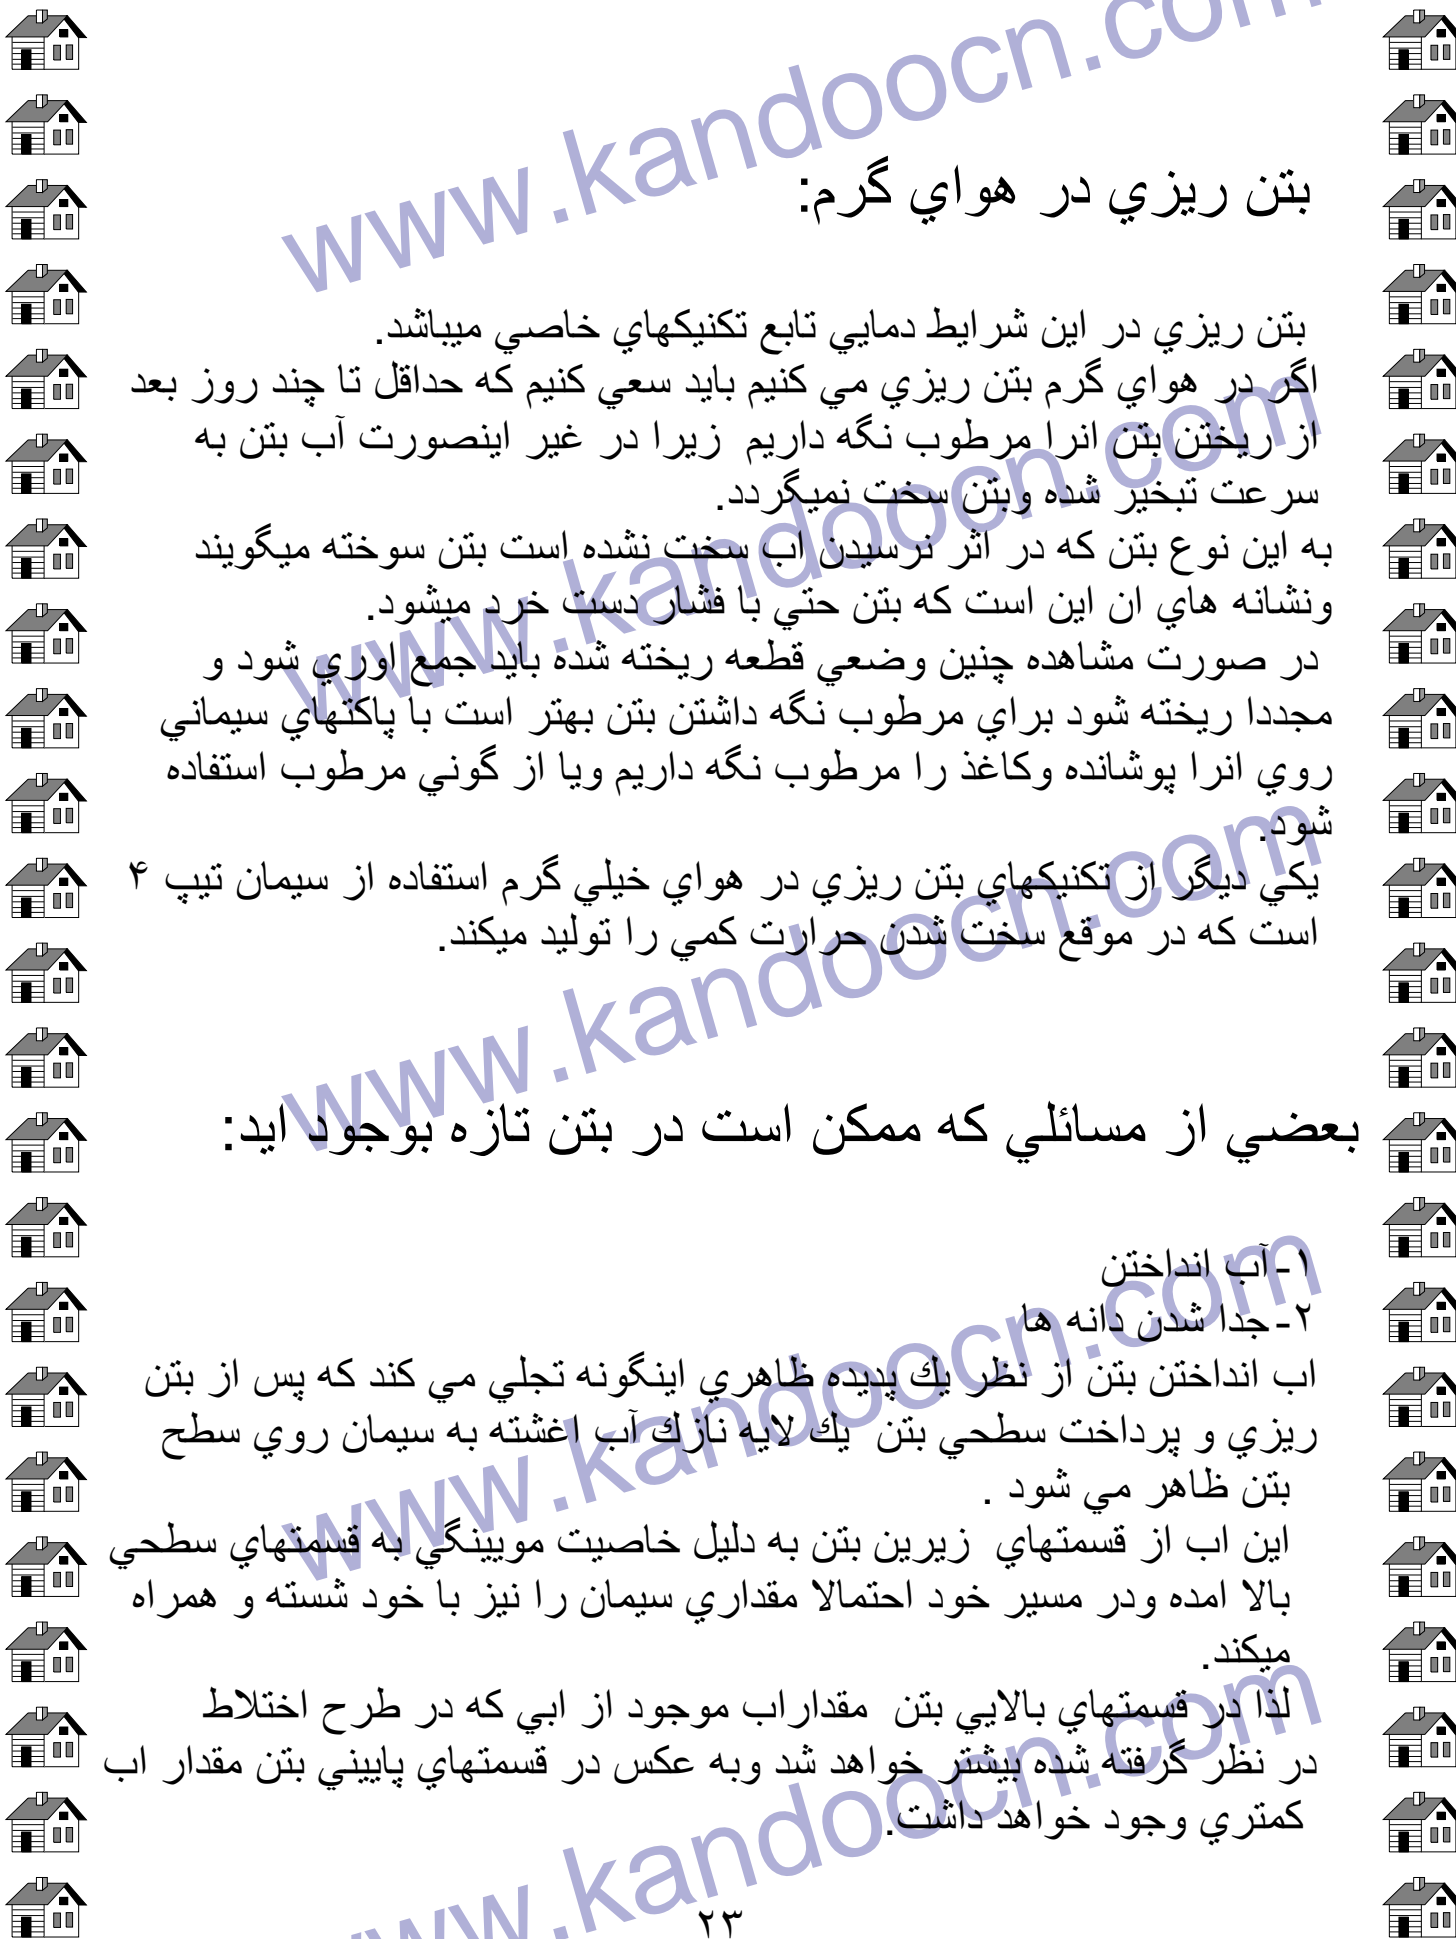 www.kandoocn.com
بتن ريزي در هواي گرم:
بتن ريزي در اين شرايط دمايي تابع تكنيكهاي خاصي ميباشد.
اگر در هواي گرم بتن ريزي مي كنيم بايد سعي كنيم كه حداقل تا چند روز بعد
از ريختن بتن انرا مرطوب نگه داريم زيرا در غير اينصورت آب بتن به
سرعت تبخير شده وبتن سخت نميگردد.
www.kandoocn.com
به اين نوع بتن كه در اثر نرسيدن اب سخت نشده است بتن سوخته ميگويند
ونشانه هاي ان اين است كه بتن حتي با فشار دست خرد ميشود.
در صورت مشاهده چنين وضعي قطعه ريخته شده بايد جمع اوري شود و
مجددا ريخته شود براي مرطوب نگه داشتن بتن بهتر است با پاكتهاي سيماني
روي انرا پوشانده وكاغذ را مرطوب نگه داريم ويا از گوني مرطوب استفاده
شود.
يكي ديگر از تكنيكهاي بتن ريزي در هواي خيلي گرم استفاده از سيمان تيپ ۴
است كه در موقع سخت شدن حرارت كمي را توليد ميكند.
www.kandoocn.com
بعضي از مسائلي كه ممكن است در بتن تازه بوجود ايد:
۱-آب انداختن
۲-جدا شدن دانه ها
اب انداختن بتن از نظر يك پديده ظاهري اينگونه تجلي مي كند كه پس از بتن
ريزي و پرداخت سطحي بتن يك لايه نازك آب اغشته به سيمان روي سطح
بتن ظاهر مي شود .
www.kandoocn.com
اين اب از قسمتهاي زيرين بتن به دليل خاصيت مويينگي به قسمتهاي سطحي
بالا امده ودر مسير خود احتمالا مقداري سيمان را نيز با خود شسته و همراه
ميكند.
لذا در قسمتهاي بالايي بتن مقداراب موجود از ابي كه در طرح اختلاط
در نظر گرفته شده بيشتر خواهد شد وبه عكس در قسمتهاي پاييني بتن مقدار اب
كمتري وجود خواهد داشت.
www.kandoocn.com
۲۳